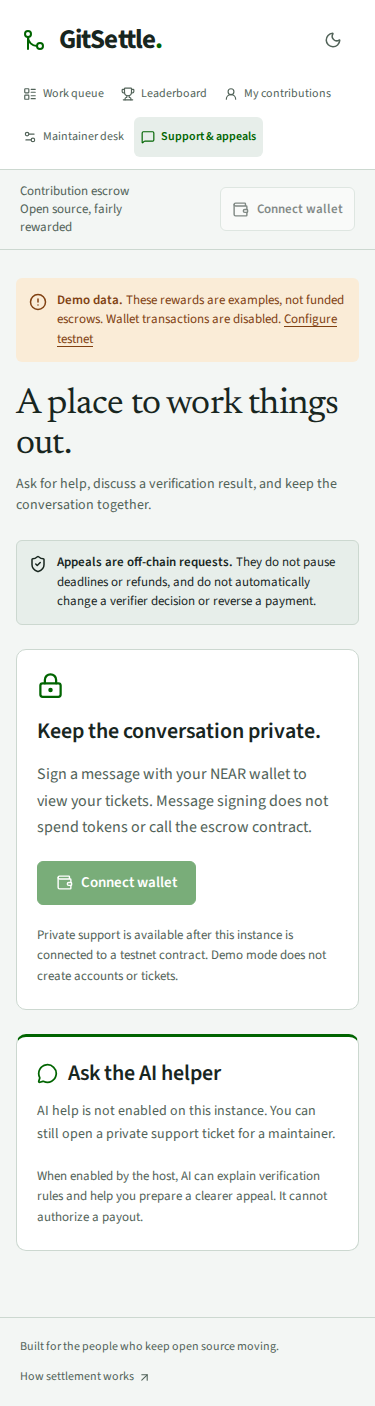 GitSettle.
Work queue
Leaderboard
My contributions
Maintainer desk
Support & appeals
Contribution escrow
Open source, fairly
rewarded
Connect wallet
Demo data. These rewards are examples, not funded
escrows. Wallet transactions are disabled. Configure
testnet
A place to work things
out.
Ask for help, discuss a verification result, and keep the
conversation together.
Appeals are off-chain requests. They do not pause
deadlines or refunds, and do not automatically
change a verifier decision or reverse a payment.
Keep the conversation private.
Sign a message with your NEAR wallet to
view your tickets. Message signing does not
spend tokens or call the escrow contract.
Connect wallet
Private support is available after this instance is
connected to a testnet contract. Demo mode does not
create accounts or tickets.
Ask the AI helper
AI help is not enabled on this instance. You can
still open a private support ticket for a maintainer.
When enabled by the host, AI can explain verification
rules and help you prepare a clearer appeal. It cannot
authorize a payout.
Built for the people who keep open source moving.
How settlement works